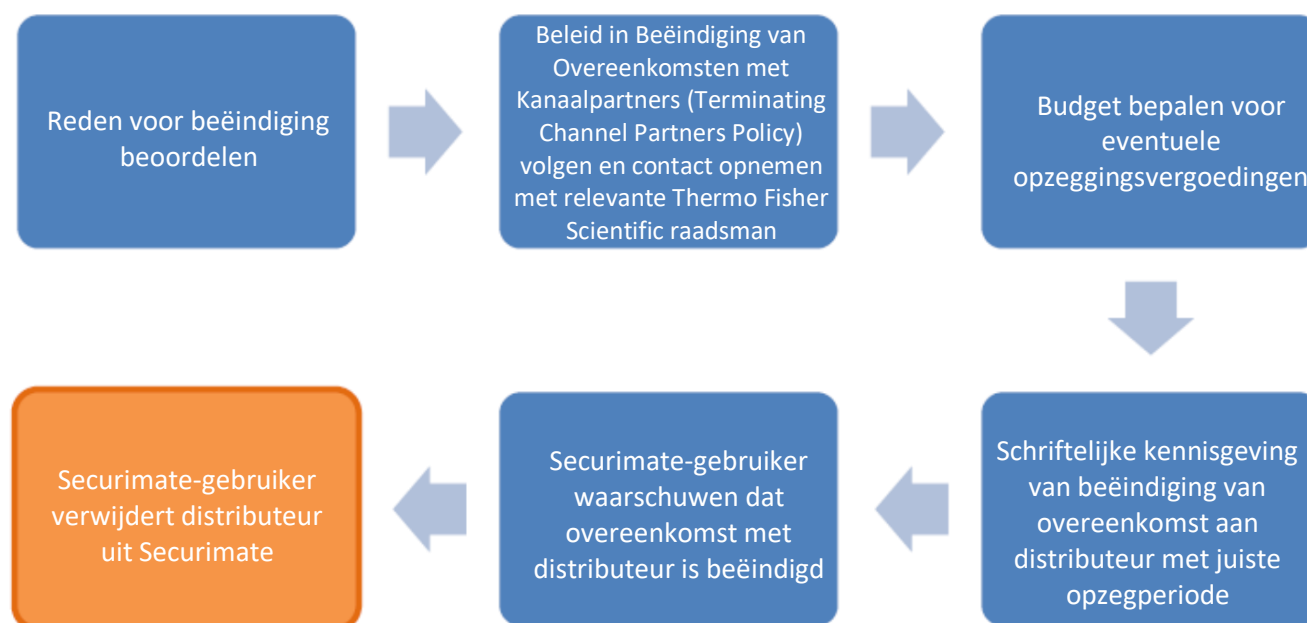 Reden voor beëindiging
beoordelen
Beleid in Beëindiging van
Overeenkomsten met
Kanaalpartners (Terminating
Channel Partners Policy)
volgen en contact opnemen
met relevante Thermo Fisher
Scientific raadsman
Budget bepalen voor
eventuele
opzeggingsvergoedingen
Schriftelijke kennisgeving
van beëindiging van
overeenkomst aan
distributeur met juiste
opzegperiode
Securimate-gebruiker
waarschuwen dat
overeenkomst met
distributeur is beëindigd
Securimate-gebruiker
verwijdert distributeur
uit Securimate